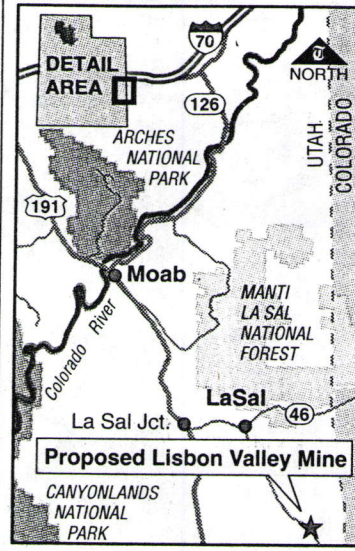 DETAIL
AREA
70
T
NORTH
126
UTAH
COLORADO
ARCHES
NATIONAL
PARK
191
Moab
Colorado River
MANTI
LA SAL
NATIONAL
FOREST
LaSal
La Sal Jct.
46
Proposed Lisbon Valley Mine
CANYONLANDS
NATIONAL
PARK